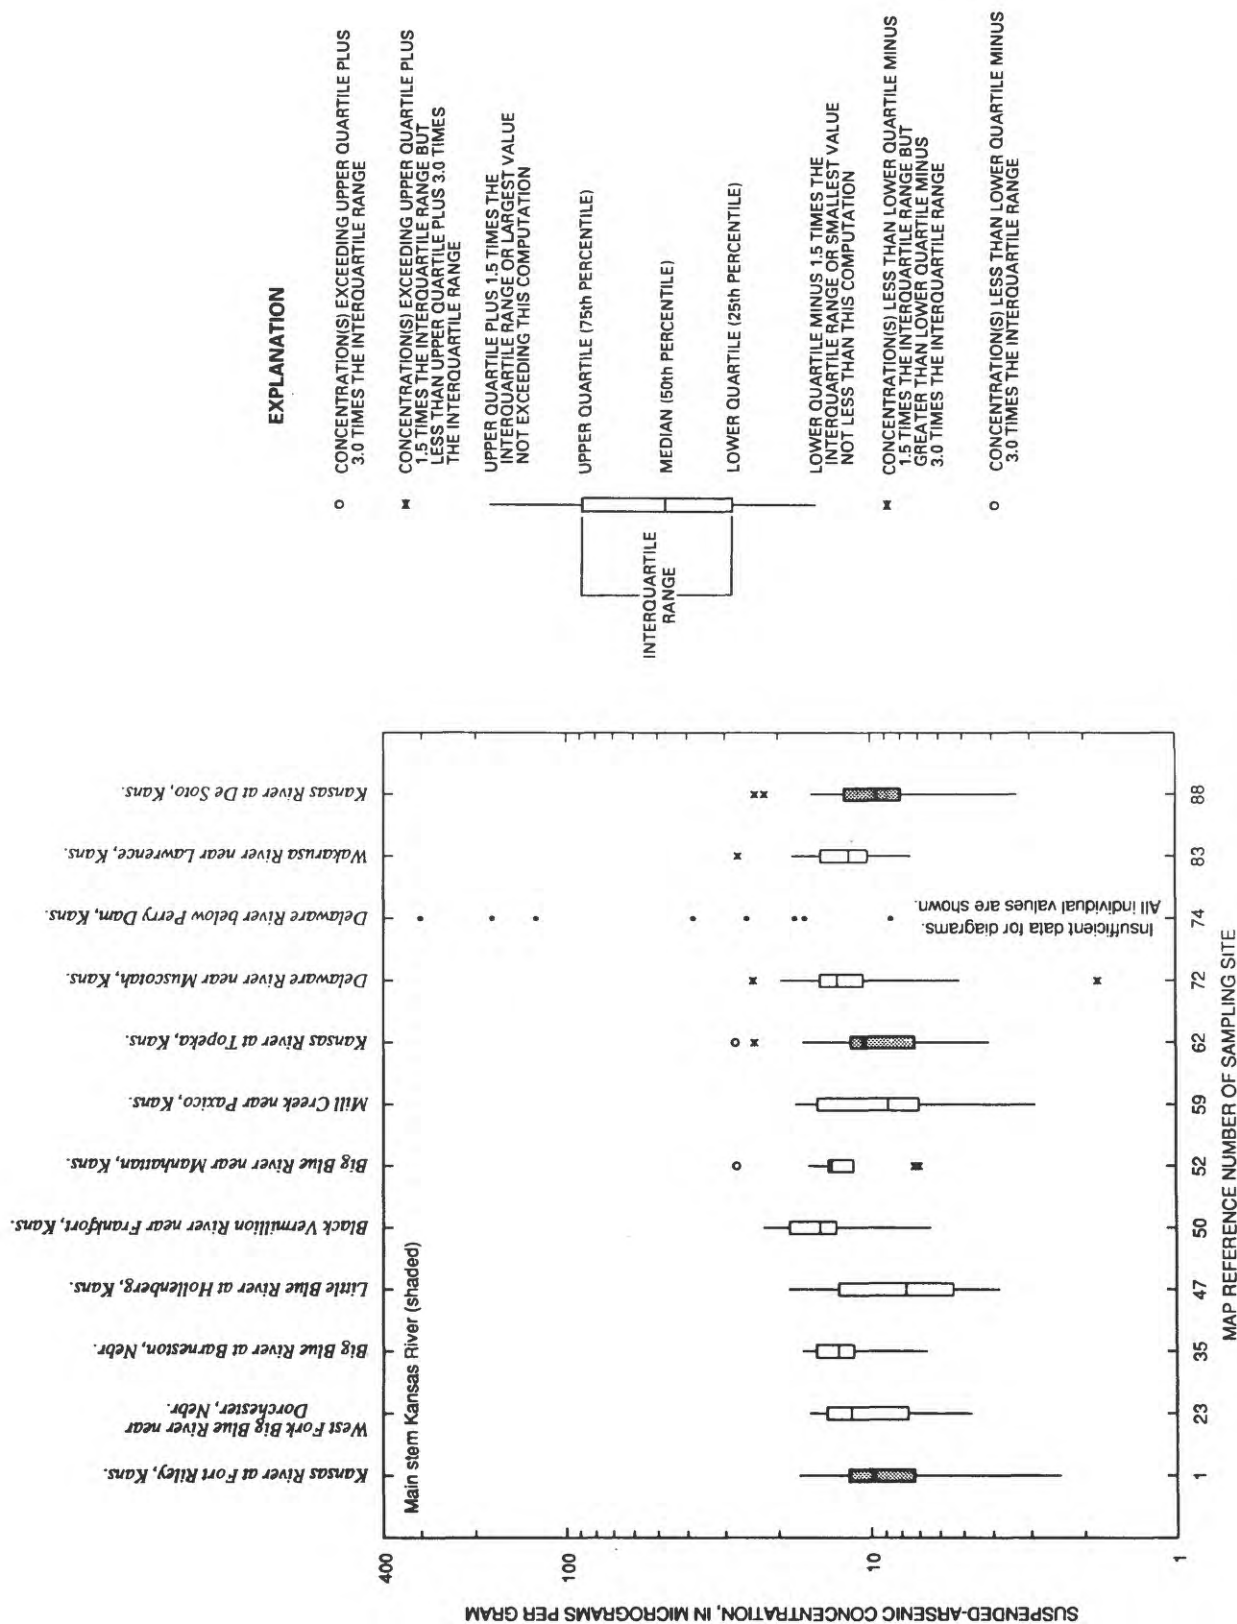 Kansas River at Fort Riley, Kans.
West Fork Big Blue River near
Dorchester, Nebr.
Big Blue River at Barneston, Nebr.
Little Blue River at Hollenberg, Kans.
Black Vermillion River near Frankfort, Kans.
Big Blue River near Manhattan, Kans.
Mill Creek near Paxico, Kans.
Kansas River at Topeka, Kans.
Delaware River near Muscotah, Kans.
Delaware River below Perry Dam, Kans.
Wakarusa River near Lawrence, Kans.
Kansas River at De Soto, Kans.
SUSPENDED-ARSENIC CONCENTRATION, IN MICROGRAMS PER GRAM
400
100
10
1
Main stem Kansas River (shaded)
Insufficient data for diagrams.
All individual values are shown.
1
23
35
47
50
52
59
62
72
74
83
88
MAP REFERENCE NUMBER OF SAMPLING SITE
EXPLANATION
CONCENTRATION(S) EXCEEDING UPPER QUARTILE PLUS
3.0 TIMES THE INTERQUARTILE RANGE
CONCENTRATION(S) EXCEEDING UPPER QUARTILE PLUS
1.5 TIMES THE INTERQUARTILE RANGE BUT
LESS THAN UPPER QUARTILE PLUS 3.0 TIMES
THE INTERQUARTILE RANGE
UPPER QUARTILE PLUS 1.5 TIMES THE
INTERQUARTILE RANGE OR LARGEST VALUE
NOT EXCEEDING THIS COMPUTATION
UPPER QUARTILE (75th PERCENTILE)
INTERQUARTILE
RANGE
MEDIAN (50th PERCENTILE)
LOWER QUARTILE (25th PERCENTILE)
LOWER QUARTILE MINUS 1.5 TIMES THE
INTERQUARTILE RANGE OR SMALLEST VALUE
NOT LESS THAN THIS COMPUTATION
CONCENTRATION(S) LESS THAN LOWER QUARTILE MINUS
1.5 TIMES THE INTERQUARTILE RANGE BUT
GREATER THAN LOWER QUARTILE MINUS
3.0 TIMES THE INTERQUARTILE RANGE
CONCENTRATION(S) LESS THAN LOWER QUARTILE MINUS
3.0 TIMES THE INTERQUARTILE RANGE